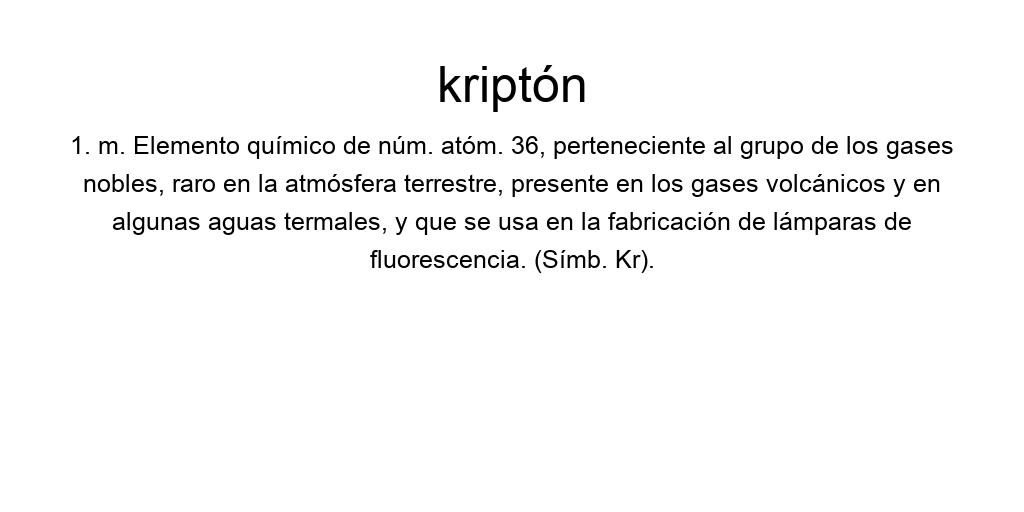 kriptón
1. m. Elemento químico de núm. atóm. 36, perteneciente al grupo de los gases
nobles, raro en la atmósfera terrestre, presente en los gases volcánicos y en
algunas aguas termales, y que se usa en la fabricación de lámparas de
fluorescencia. (Símb. Kr).